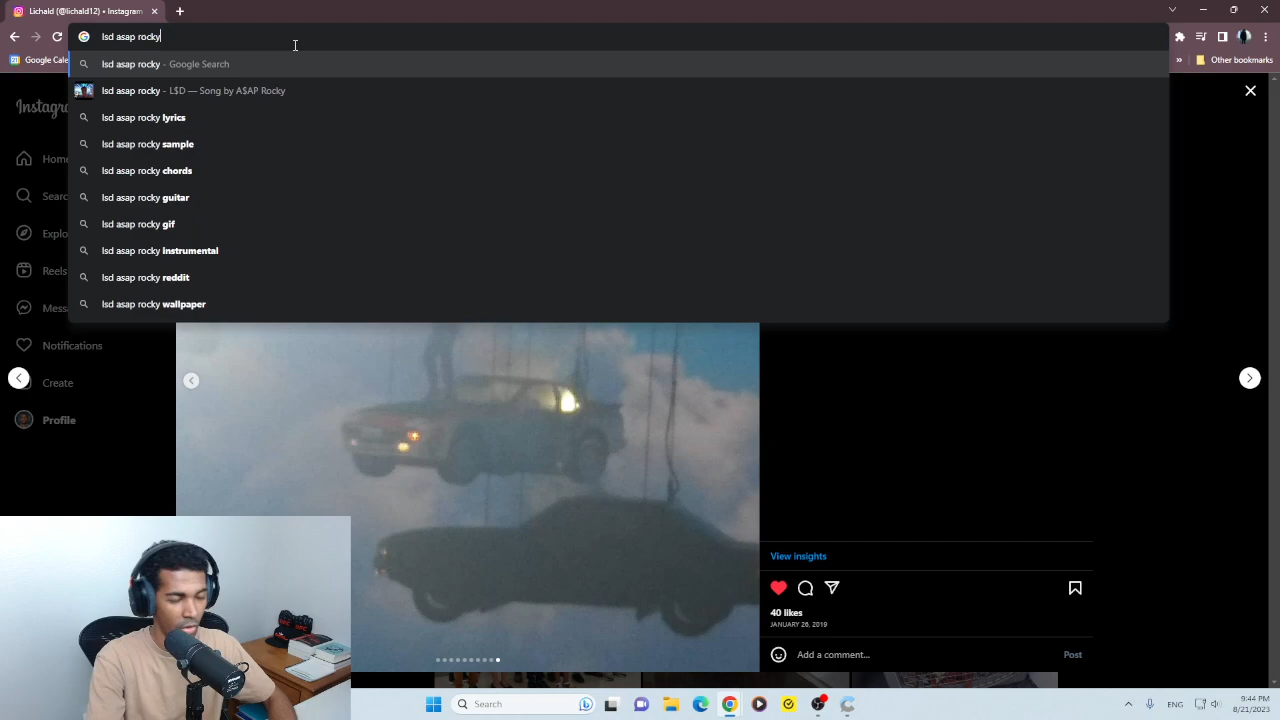 Lichald (@lichald12) • Instagram
lsd asap rocky
Google Cale
Other bookmarks
lsd asap rocky - Google Search
lsd asap rocky - L$D — Song by A$AP Rocky
lsd asap rocky lyrics
lsd asap rocky sample
lsd asap rocky chords
lsd asap rocky guitar
lsd asap rocky gif
lsd asap rocky instrumental
lsd asap rocky reddit
lsd asap rocky wallpaper
Instag
Home
Searc
Explo
Reels
Mess
Notifications
Create
Profile
View insights
40 likes
JANUARY 26, 2019
Add a comment...
Post
Search
ENG
9:44 PM
8/21/2023